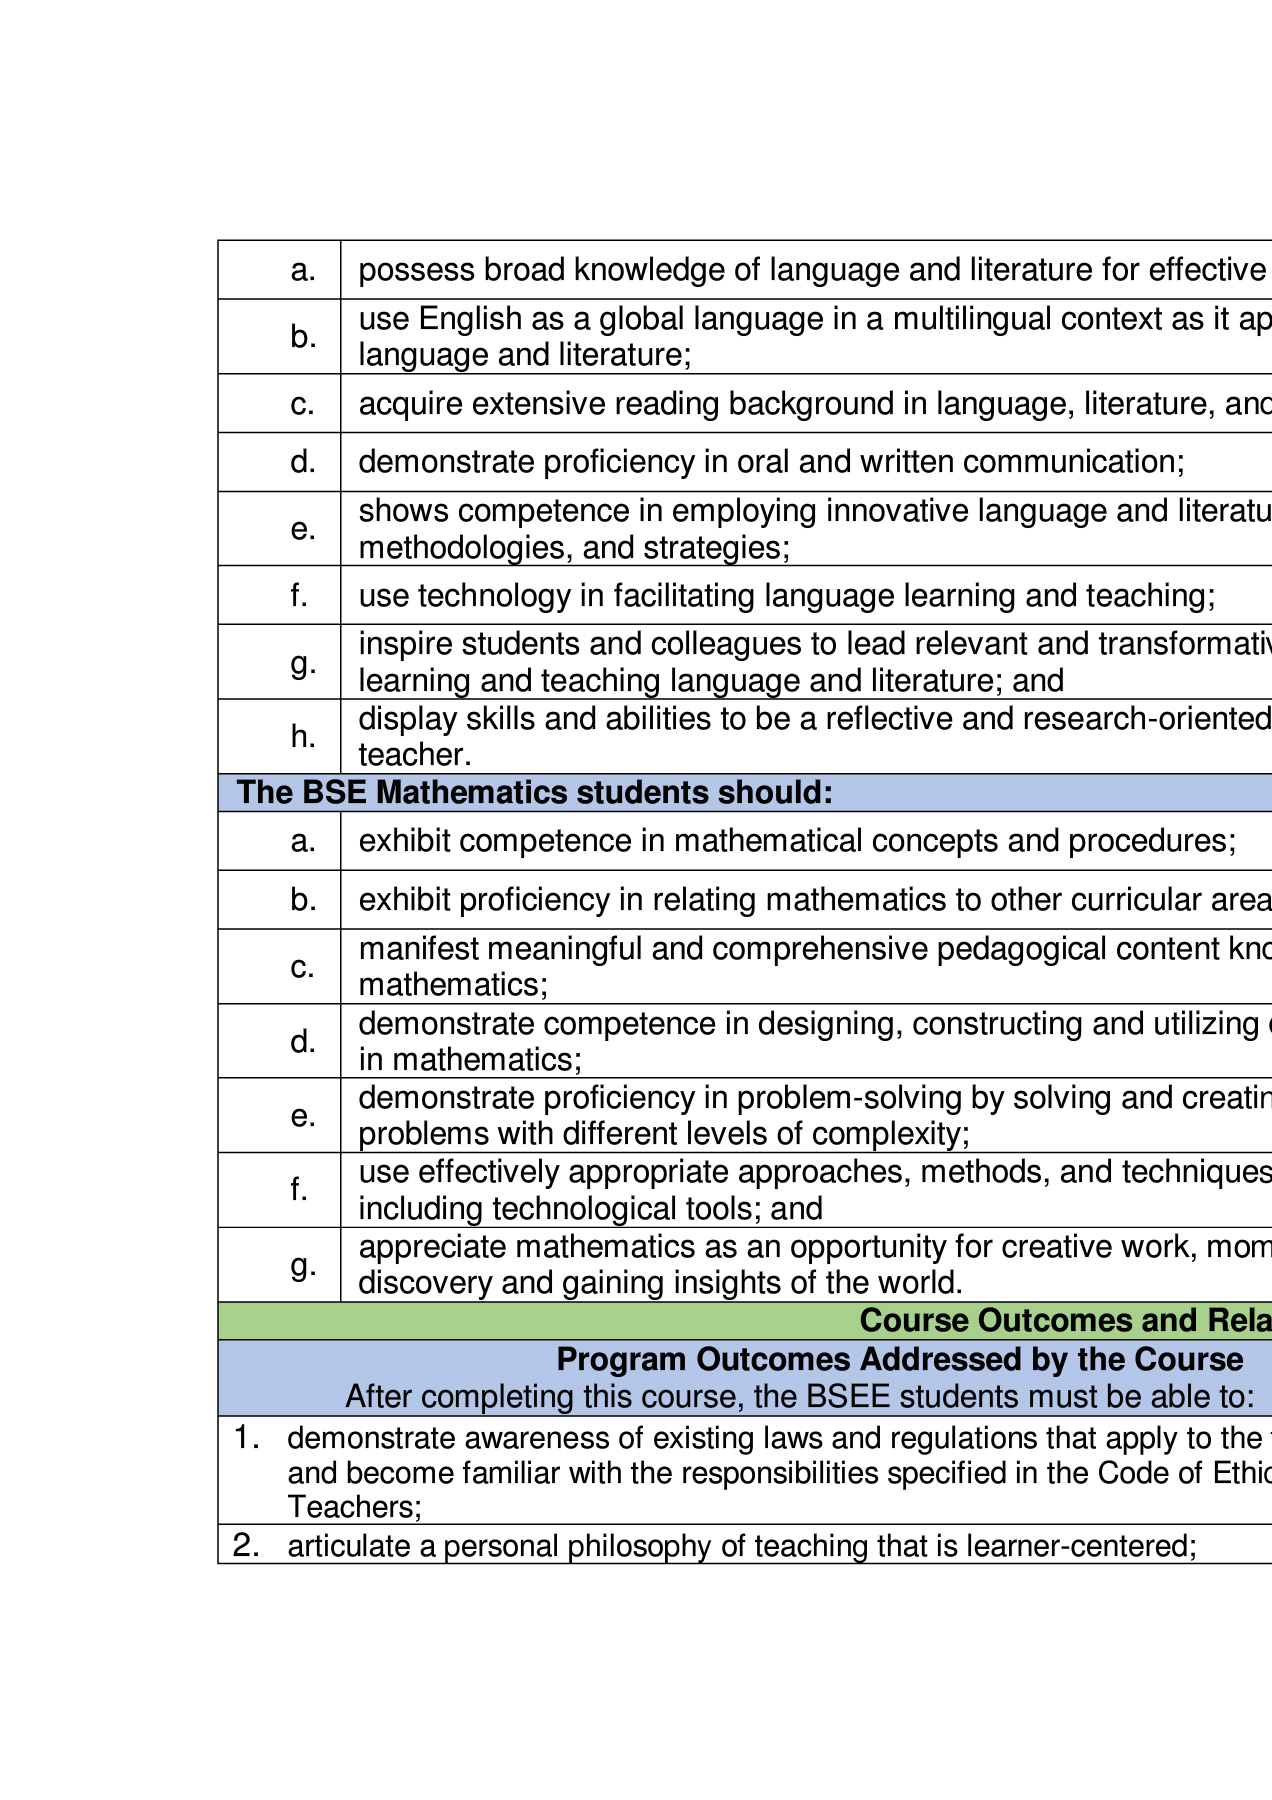 a. possess broad knowledge of language and literature for effective
b. use English as a global language in a multilingual context as it
language and literature;
c. acquire extensive reading background in language, literature, and
d. demonstrate proficiency in oral and written communication;
e. shows competence in employing innovative language and
methodologies, and strategies;
f. use technology in facilitating language learning and teaching;
g. inspire students and colleagues to lead relevant and
learning and teaching language and literature; and
h. display skills and abilities to be a reflective and research-oriented
teacher.
The BSE Mathematics students should:
a. exhibit competence in mathematical concepts and procedures;
b. exhibit proficiency in relating mathematics to other curricular
c. manifest meaningful and comprehensive pedagogical content
mathematics;
d. demonstrate competence in designing, constructing and utilizing
in mathematics;
e. demonstrate proficiency in problem-solving by solving and
problems with different levels of complexity;
f. use effectively appropriate approaches, methods, and techniques
including technological tools; and
g. appreciate mathematics as an opportunity for creative work,
discovery and gaining insights of the world.
Course Outcomes and
Program Outcomes Addressed by the Course
After completing this course, the BSEE students must be able to:
1. demonstrate awareness of existing laws and regulations that apply to the
and become familiar with the responsibilities specified in the Code of
Teachers;
2. articulate a personal philosophy of teaching that is learner-centered;